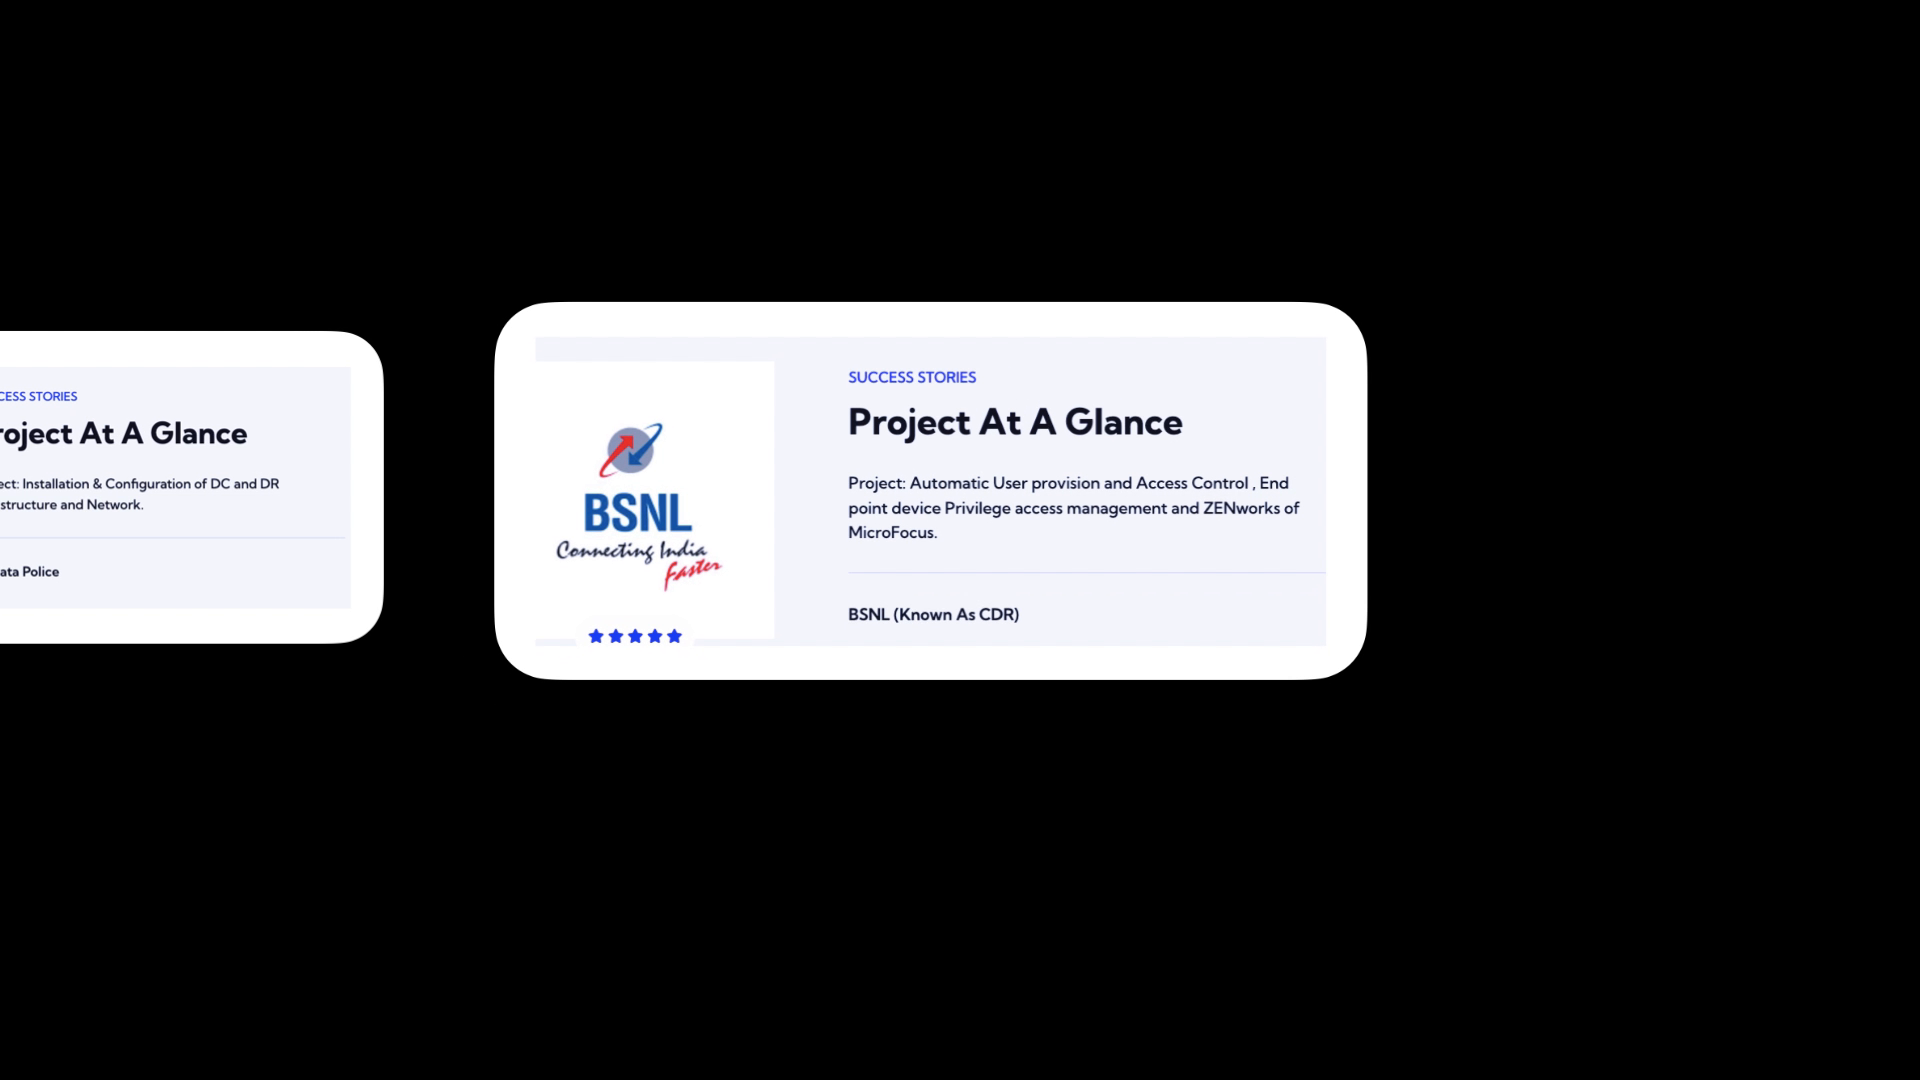 CESS STORIES
roject At A Glance
ect: Installation & Configuration of DC and DR
structure and Network.
ata Police
BSNL
Connecting India
Faster
SUCCESS STORIES
Project At A Glance
Project: Automatic User provision and Access Control , End
point device Privilege access management and ZENworks of
MicroFocus.
BSNL (Known As CDR)